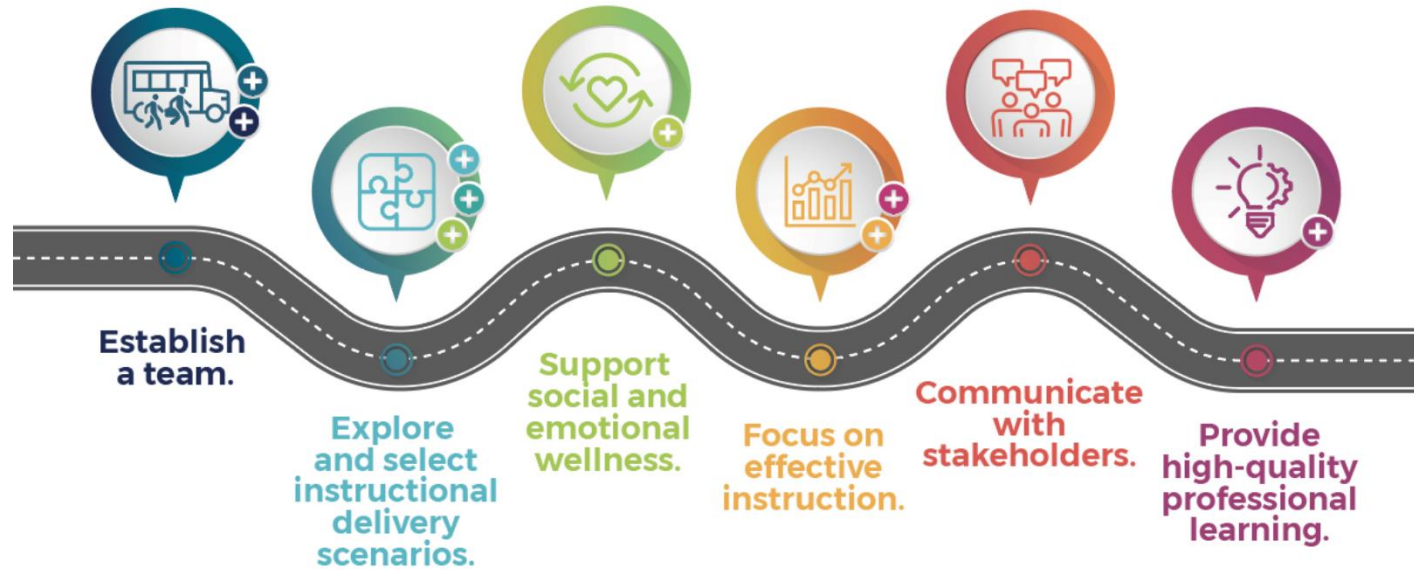 Establish
a team.
Explore
and select
instructional
delivery
scenarios.
Support
social and
emotional
wellness.
Focus on
effective
instruction.
Communicate
with
stakeholders.
Provide
high-quality
professional
learning.